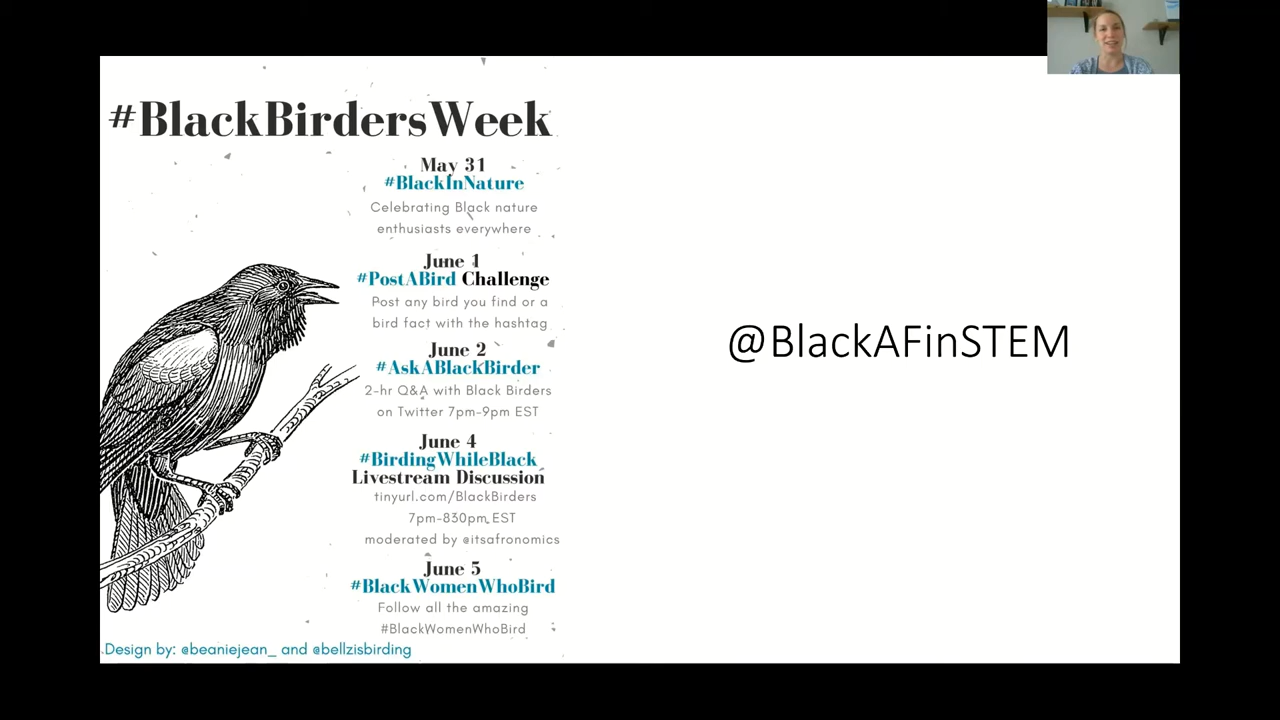 #BlackBirdersWeek
May 31
#BlackInNature
Celebrating Black nature
enthusiasts everywhere
June 1
#PostABird Challenge
Post any bird you find or a
bird fact with the hashtag
June 2
#AskABlackBirder
2-hr Q&A with Black Birders
on Twitter 7pm-9pm EST
June 4
#BirdingWhileBlack
Livestream Discussion
tinyurl.com/BlackBirders
7pm-830pm EST
moderated by @itsafronomics
June 5
#BlackWomenWhoBird
Follow all the amazing
#BlackWomenWhoBird
Design by: @beaniejean_ and @bellzisbirding
@BlackAFinSTEM